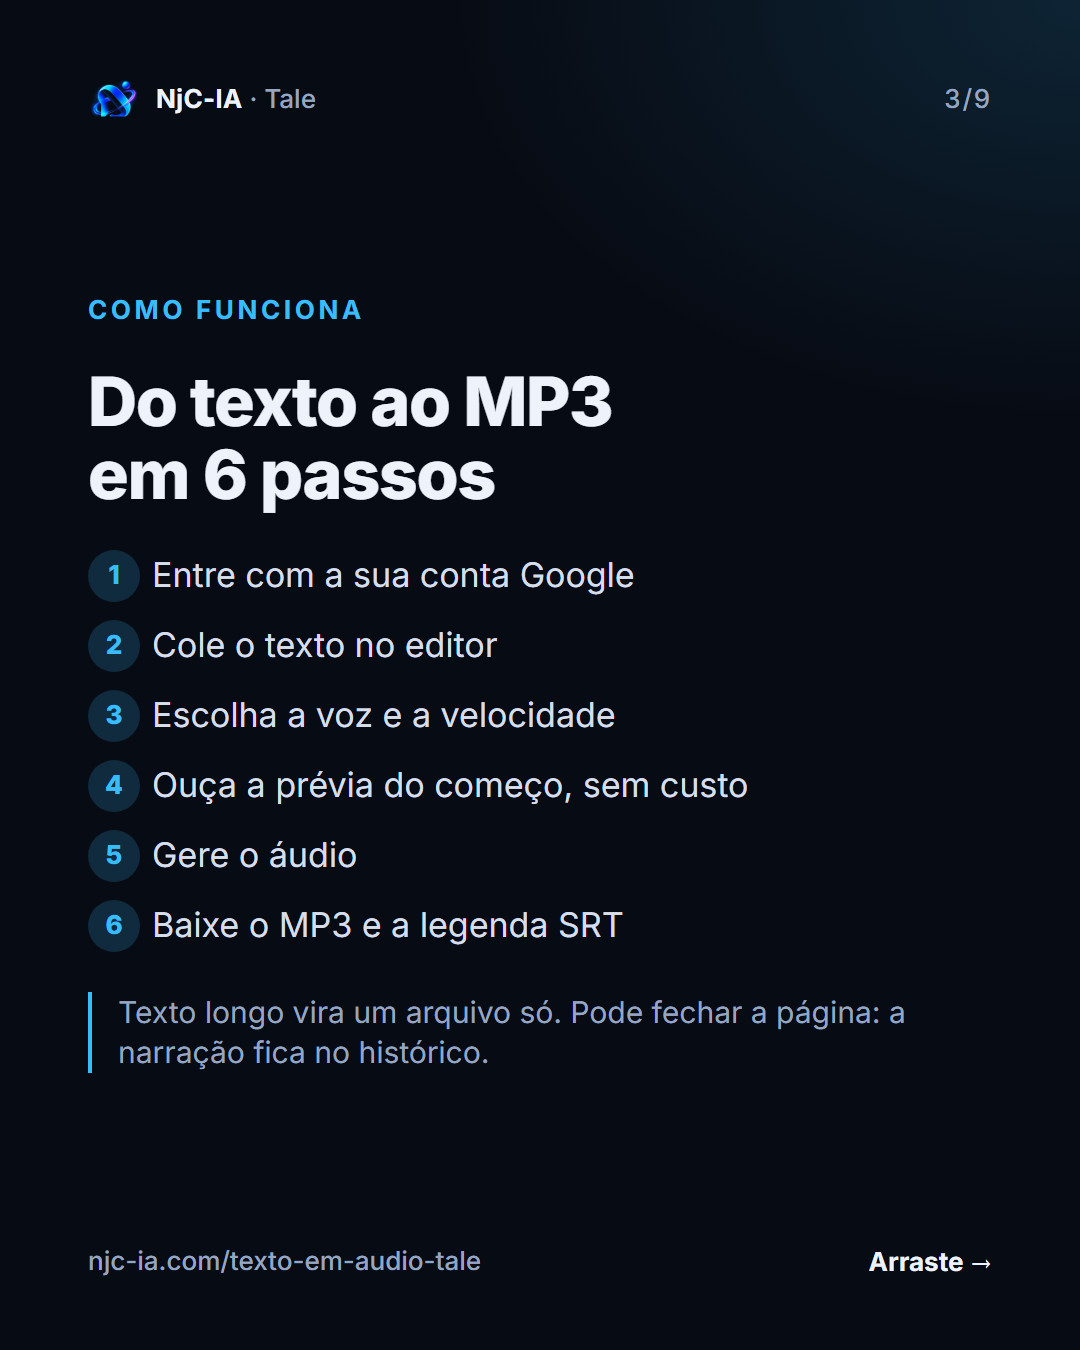 NjC-IA · Tale
3/9
COMO FUNCIONA
Do texto ao MP3
em 6 passos
1 Entre com a sua conta Google
2 Cole o texto no editor
3 Escolha a voz e a velocidade
4 Ouça a prévia do começo, sem custo
5 Gere o áudio
6 Baixe o MP3 e a legenda SRT
Texto longo vira um arquivo só. Pode fechar a página: a
narração fica no histórico.
njc-ia.com/texto-em-audio-tale
Arraste →